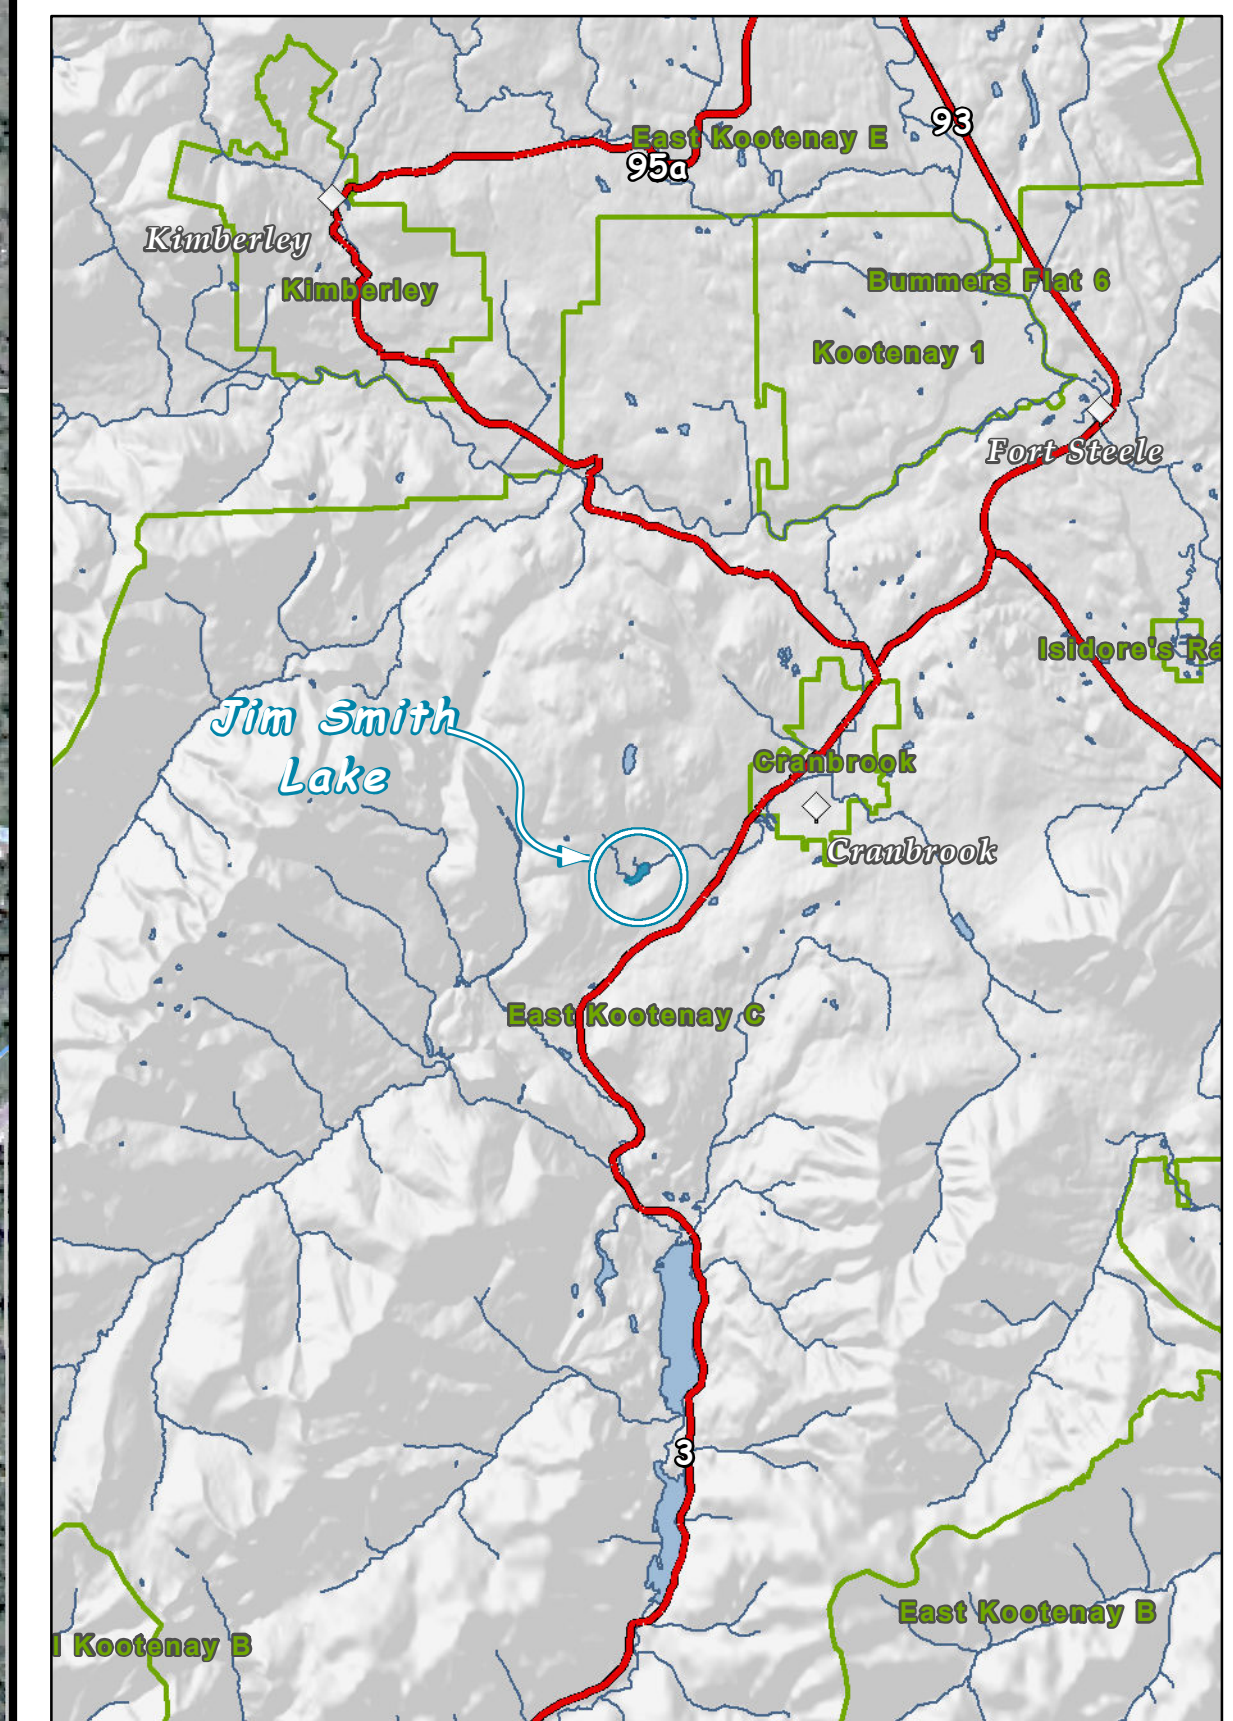 93
East Kootenay E
95a
Kimberley
Kimberley
Bummers Flat 6
Kootenay 1
Fort Steele
Isidore's Ra
Jim Smith
Lake
Cranbrook
Cranbrook
East Kootenay C
3
East Kootenay B
l Kootenay B